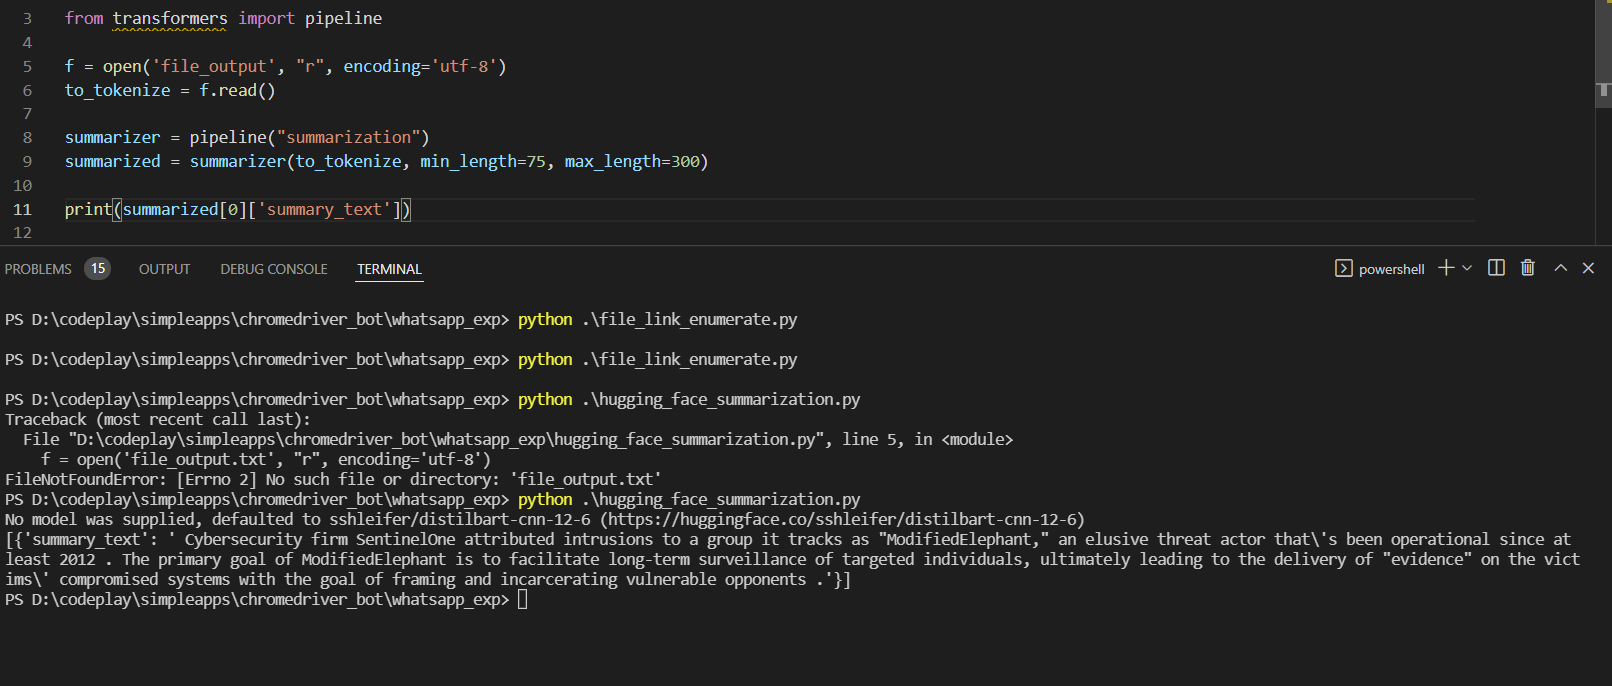 3 from transformers import pipeline
4
5 f = open('file_output', "r", encoding='utf-8')
6 to_tokenize = f.read()
7
8 summarizer = pipeline("summarization")
9 summarized = summarizer(to_tokenize, min_length=75, max_length=300)
10
11 print(summarized[0]['summary_text'])
12
PROBLEMS 15 OUTPUT DEBUG CONSOLE TERMINAL powershell
PS D:\codeplay\simpleapps\chromedriver_bot\whatsapp_exp> python .\file_link_enumerate.py
PS D:\codeplay\simpleapps\chromedriver_bot\whatsapp_exp> python .\file_link_enumerate.py
PS D:\codeplay\simpleapps\chromedriver_bot\whatsapp_exp> python .\hugging_face_summarization.py
Traceback (most recent call last):
  File "D:\codeplay\simpleapps\chromedriver_bot\whatsapp_exp\hugging_face_summarization.py", line 5, in <module>
    f = open('file_output.txt', "r", encoding='utf-8')
FileNotFoundError: [Errno 2] No such file or directory: 'file_output.txt'
PS D:\codeplay\simpleapps\chromedriver_bot\whatsapp_exp> python .\hugging_face_summarization.py
No model was supplied, defaulted to sshleifer/distilbart-cnn-12-6 (https://huggingface.co/sshleifer/distilbart-cnn-12-6)
[{'summary_text': ' Cybersecurity firm SentinelOne attributed intrusions to a group it tracks as "ModifiedElephant," an elusive threat actor that\'s been operational since at
least 2012 . The primary goal of ModifiedElephant is to facilitate long-term surveillance of targeted individuals, ultimately leading to the delivery of "evidence" on the vict
ims\' compromised systems with the goal of framing and incarcerating vulnerable opponents .'}]
PS D:\codeplay\simpleapps\chromedriver_bot\whatsapp_exp>